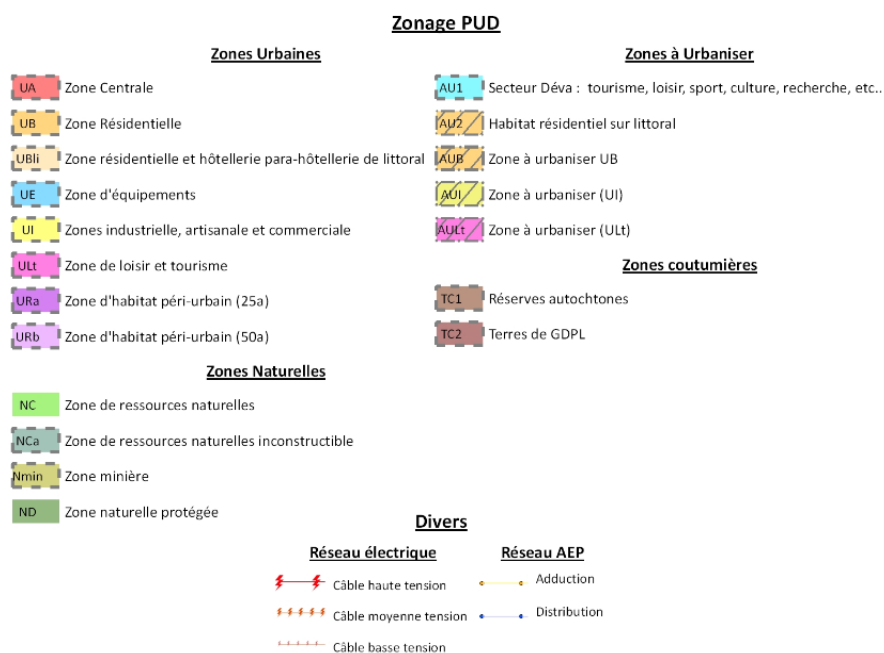 Zonage PUD
Zones Urbaines
UA Zone Centrale
UB Zone Résidentielle
UBli Zone résidentielle et hôtellerie para-hôtellerie de littoral
UE Zone d'équipements
UI Zones industrielle, artisanale et commerciale
ULt Zone de loisir et tourisme
URa Zone d'habitat péri-urbain (25a)
URb Zone d'habitat péri-urbain (50a)
Zones à Urbaniser
AU1 Secteur Déva : tourisme, loisir, sport, culture, recherche, etc..
AU2 Habitat résidentiel sur littoral
AUB Zone à urbaniser UB
AUI Zone à urbaniser (UI)
AULt Zone à urbaniser (ULt)
Zones coutumières
TC1 Réserves autochtones
TC2 Terres de GDPL
Zones Naturelles
NC Zone de ressources naturelles
NCa Zone de ressources naturelles inconstructible
Nmin Zone minière
ND Zone naturelle protégée
Divers
Réseau électrique
Câble haute tension
Câble moyenne tension
Câble basse tension
Réseau AEP
Adduction
Distribution